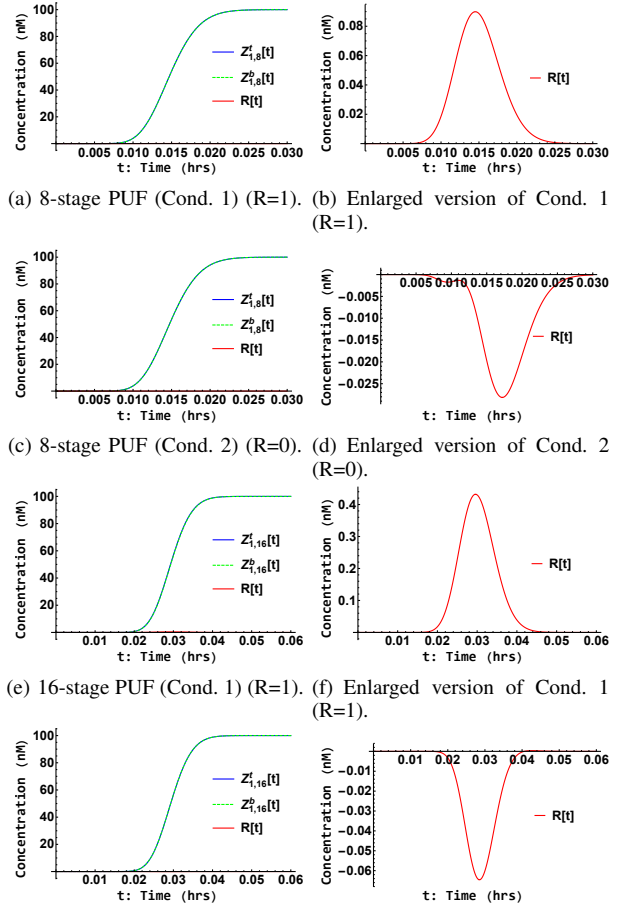 Concentration (nM)
100
80
60
40
20
0.005 0.010 0.015 0.020 0.025 0.030
t: Time (hrs)
Z^t_{1,8}[t]
Z^b_{1,8}[t]
R[t]
Concentration (nM)
0.08
0.06
0.04
0.02
0.005 0.010 0.015 0.020 0.025 0.030
t: Time (hrs)
R[t]
(a) 8-stage PUF (Cond. 1) (R=1).
(b) Enlarged version of Cond. 1
(R=1).
Concentration (nM)
100
80
60
40
20
0.005 0.010 0.015 0.020 0.025 0.030
t: Time (hrs)
Z^t_{1,8}[t]
Z^b_{1,8}[t]
R[t]
Concentration (nM)
0.005 0.010 0.015 0.020 0.025 0.030
-0.005
-0.010
-0.015
-0.020
-0.025
t: Time (hrs)
R[t]
(c) 8-stage PUF (Cond. 2) (R=0).
(d) Enlarged version of Cond. 2
(R=0).
Concentration (nM)
100
80
60
40
20
0.01 0.02 0.03 0.04 0.05 0.06
t: Time (hrs)
Z^t_{1,16}[t]
Z^b_{1,16}[t]
R[t]
Concentration (nM)
0.4
0.3
0.2
0.1
0.01 0.02 0.03 0.04 0.05 0.06
t: Time (hrs)
R[t]
(e) 16-stage PUF (Cond. 1) (R=1).
(f) Enlarged version of Cond. 1
(R=1).
Concentration (nM)
100
80
60
40
20
0.01 0.02 0.03 0.04 0.05 0.06
t: Time (hrs)
Z^t_{1,16}[t]
Z^b_{1,16}[t]
R[t]
Concentration (nM)
0.01 0.02 0.03 0.04 0.05 0.06
-0.01
-0.02
-0.03
-0.04
-0.05
-0.06
t: Time (hrs)
R[t]